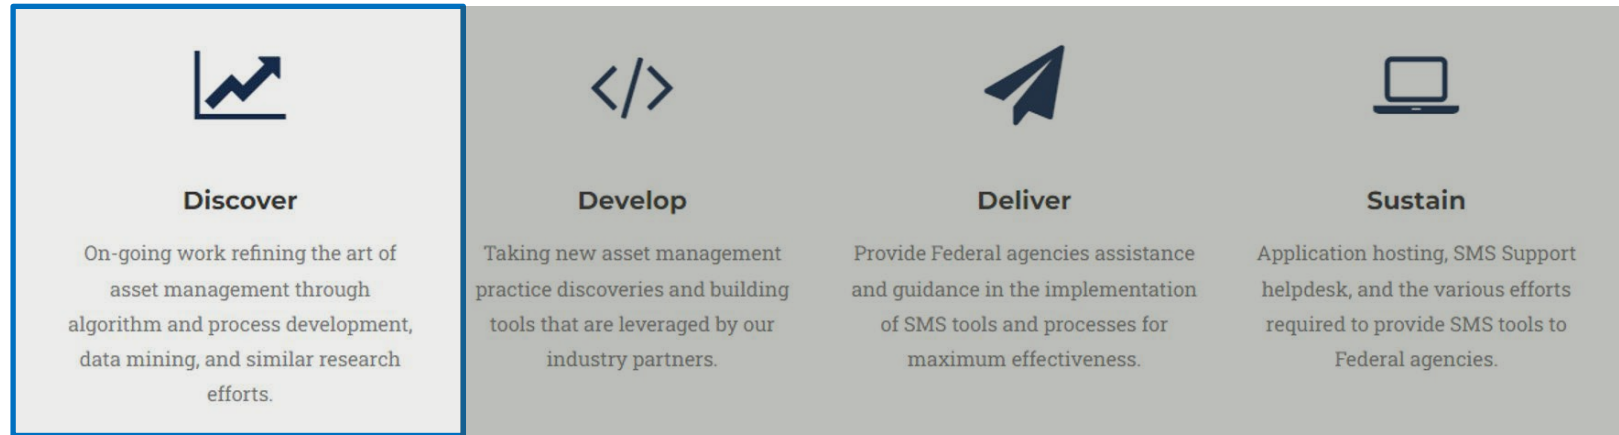 Discover
On-going work refining the art of
asset management through
algorithm and process development,
data mining, and similar research
efforts.
Develop
Taking new asset management
practice discoveries and building
tools that are leveraged by our
industry partners.
Deliver
Provide Federal agencies assistance
and guidance in the implementation
of SMS tools and processes for
maximum effectiveness.
Sustain
Application hosting, SMS Support
helpdesk, and the various efforts
required to provide SMS tools to
Federal agencies.